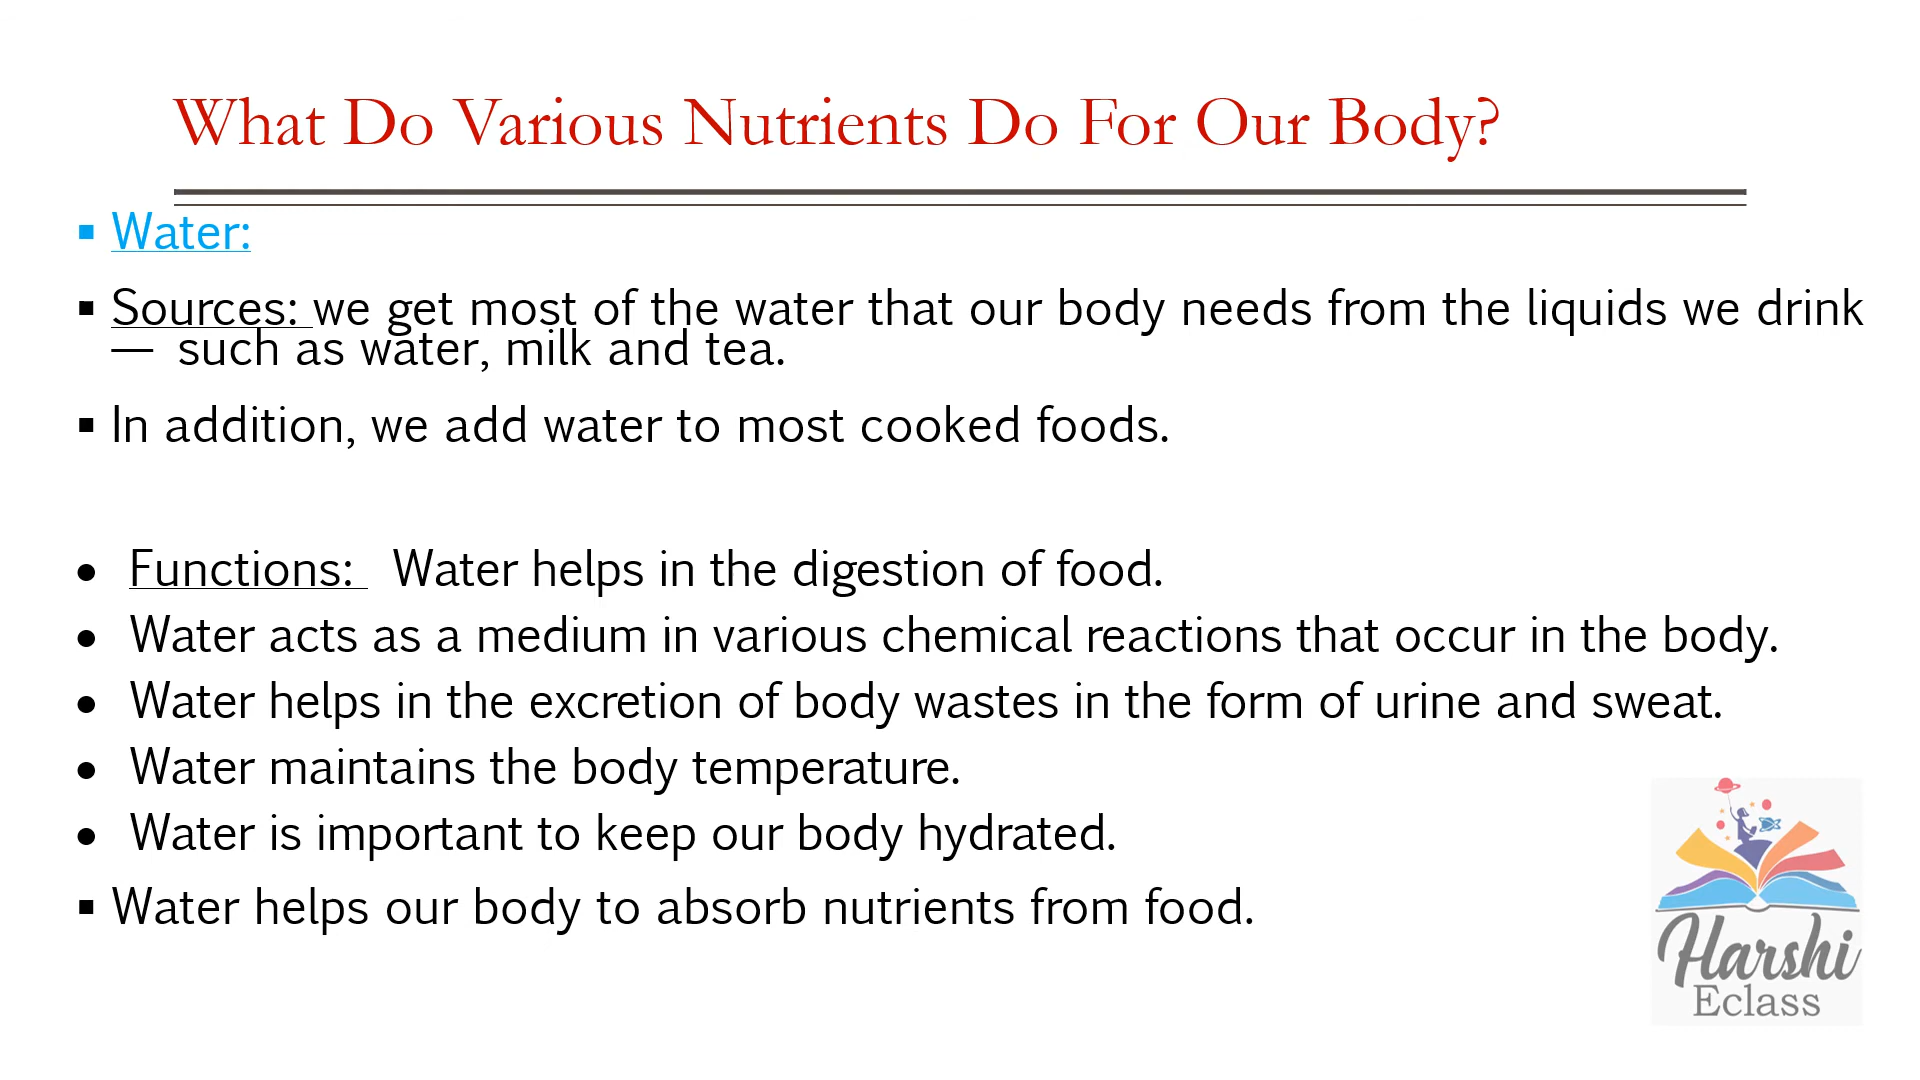 What Do Various Nutrients Do For Our Body?
▪ Water:
▪ Sources: we get most of the water that our body needs from the liquids we drink
— such as water, milk and tea.
▪ In addition, we add water to most cooked foods.
• Functions: Water helps in the digestion of food.
• Water acts as a medium in various chemical reactions that occur in the body.
• Water helps in the excretion of body wastes in the form of urine and sweat.
• Water maintains the body temperature.
• Water is important to keep our body hydrated.
▪ Water helps our body to absorb nutrients from food.
Harshi
Eclass